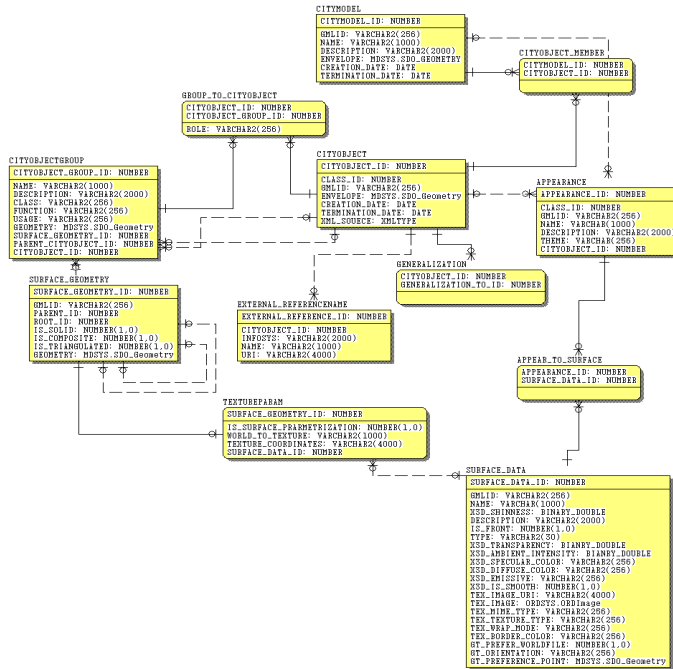 CITYMODEL
CITYMODEL_ID: NUMBER
GMLID: VARCHAR2(256)
NAME: VARCHAR2(1000)
DESCRIPTION: VARCHAR2(2000)
ENVELOPE: MDSYS.SDO_GEOMETRY
CREATION_DATE: DATE
TERMINATION_DATE: DATE
CITYOBJECT_MEMBER
CITYMODEL_ID: NUMBER
CITYOBJECT_ID: NUMBER
GROUP_TO_CITYOBJECT
CITYOBJECT_ID: NUMBER
CITYOBJECT_GROUP_ID: NUMBER
ROLE: VARCHAR2(256)
CITYOBJECTGROUP
CITYOBJECT_GROUP_ID: NUMBER
NAME: VARCHAR2(1000)
DESCRIPTION: VARCHAR2(2000)
CLASS: VARCHAR2(256)
FUNCTION: VARCHAR2(256)
USAGE: VARCHAR2(256)
GEOMETRY: MDSYS.SDO_Geometry
SURFACE_GEOMETRY_ID: NUMBER
PARENT_CITYOBJECT_ID: NUMBER
CITYOBJECT_ID: NUMBER
CITYOBJECT
CITYOBJECT_ID: NUMBER
CLASS_ID: NUMBER
GMLID: VARCHAR2(256)
ENVELOPE: MDSYS.SDO_Geometry
CREATION_DATE: DATE
TERMINATION_DATE: DATE
XML_SOURCE: XMLTYPE
APPEARANCE
APPEARANCE_ID: NUMBER
CLASS_ID: NUMBER
GMLID: VARCHAR2(256)
NAME: VARCHAR(1000)
DESCRIPTION: VARCHAR2(2000)
THEME: VARCHAR(256)
CITYOBJECT_ID: NUMBER
GENERALIZATION
CITYOBJECT_ID: NUMBER
GENERALIZATION_TO_ID: NUMBER
SURFACE_GEOMETRY
SURFACE_GEOMETRY_ID: NUMBER
GMLID: VARCHAR2(256)
PARENT_ID: NUMBER
ROOT_ID: NUMBER
IS_SOLID: NUMBER(1,0)
IS_COMPOSITE: NUMBER(1,0)
IS_TRIANGULATED: NUMBER(1,0)
GEOMETRY: MDSYS.SDO_Geometry
EXTERNAL_REFERENCENAME
EXTERNAL_REFERENCE_ID: NUMBER
CITYOBJECT_ID: NUMBER
INFOSYS: VARCHAR2(2000)
NAME: VARCHAR2(1000)
URI: VARCHAR2(4000)
APPEAR_TO_SURFACE
APPEARANCE_ID: NUMBER
SURFACE_DATA_ID: NUMBER
TEXTUREPARAM
SURFACE_GEOMETRY_ID: NUMBER
IS_SURFACE_PRARMETRIZATION: NUMBER(1,0)
WORLD_TO_TEXTURE: VARCHAR2(1000)
TEXTURE_COORDINATES: VARCHAR2(4000)
SURFACE_DATA_ID: NUMBER
SURFACE_DATA
SURFACE_DATA_ID: NUMBER
GMLID: VARCHAR2(256)
NAME: VARCHAR(1000)
X3D_SHINNESS: BINARY_DOUBLE
DESCRIPTION: VARCHAR2(2000)
IS_FRONT: NUMBER(1,0)
TYPE: VARCHAR2(30)
X3D_TRANSPARENCY: BIANRY_DOUBLE
X3D_AMBIENT_INTENSITY: BIANBY_DOUBLE
X3D_SPECULAR_COLOR: VARCHAR2(256)
X3D_DIFFUSE_COLOR: VARCHAR2(256)
X3D_EMISSIVE: VARCHAR2(256)
X3D_IS_SMOOTH: NUMBER(1,0)
TEX_IMAGE_URI: VARCHAR2(4000)
TEX_IMAGE: ORDSYS.ORDImage
TEX_MIME_TYPE: VARCHAR2(256)
TEX_TEXTURE_TYPE: VARCHAR2(256)
TEX_WRAP_MODE: VARCHAR2(256)
TEX_BORDER_COLOR: VARCHAR2(256)
GT_PREFER_WORLDFILE: NUMBER(1,0)
GT_ORIENTATION: VARCHAR2(256)
GT_PREFERENCE_POINT: MDSYS.SDO_Geometry